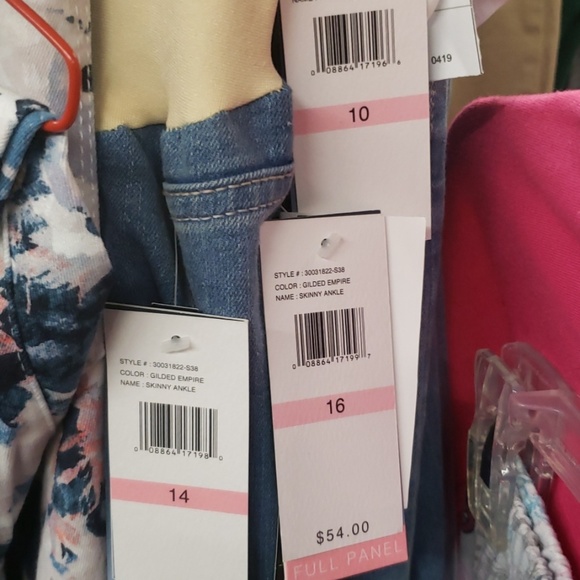 0 08864 17196 6
0419
10
STYLE # : 30031822-S38
COLOR : GILDED EMPIRE
NAME : SKINNY ANKLE
0 08864 17199 7
16
$54.00
FULL PANEL
STYLE # : 30031822-S38
COLOR : GILDED EMPIRE
NAME : SKINNY ANKLE
0 08864 17198 0
14